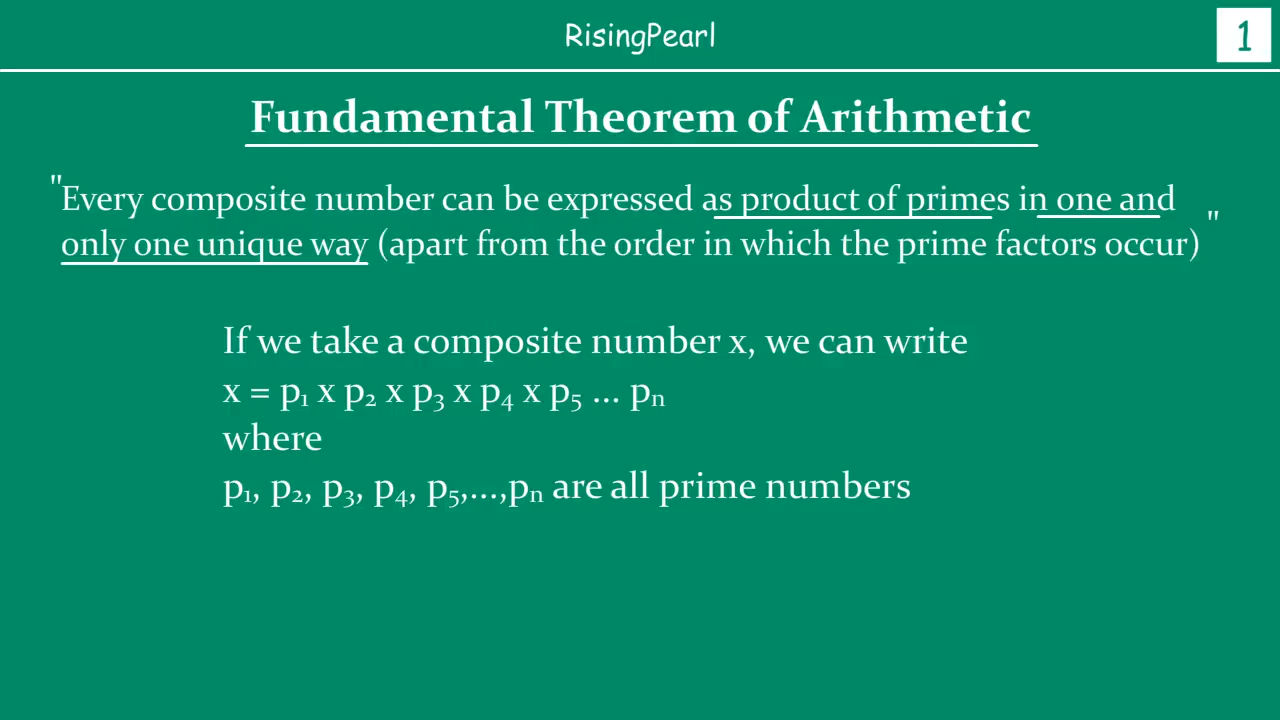 RisingPearl
1
Fundamental Theorem of Arithmetic
"Every composite number can be expressed as product of primes in one and
only one unique way (apart from the order in which the prime factors occur) "
If we take a composite number x, we can write
x = p₁ x p₂ x p₃ x p₄ x p₅ ... pₙ
where
p₁, p₂, p₃, p₄, p₅,...,pₙ are all prime numbers